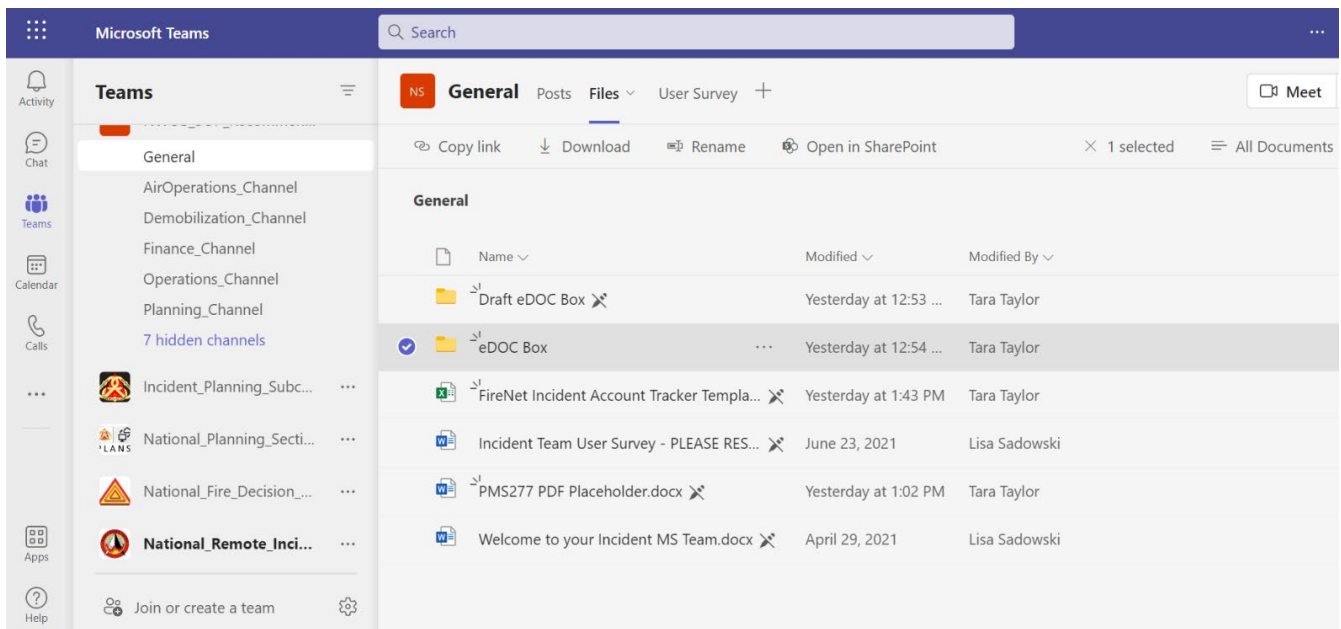 Microsoft Teams
Search
...
Activity
Chat
Teams
Calendar
Calls
...
Apps
Help
Teams
General
AirOperations_Channel
Demobilization_Channel
Finance_Channel
Operations_Channel
Planning_Channel
7 hidden channels
Incident_Planning_Subc... ...
PLANS National_Planning_Secti... ...
National_Fire_Decision_... ...
National_Remote_Inci... ...
Join or create a team
NS General Posts Files User Survey +
Meet
Copy link Download Rename Open in SharePoint 1 selected All Documents
General
Name Modified Modified By
Draft eDOC Box Yesterday at 12:53 ... Tara Taylor
eDOC Box ... Yesterday at 12:54 ... Tara Taylor
FireNet Incident Account Tracker Templa... Yesterday at 1:43 PM Tara Taylor
Incident Team User Survey - PLEASE RES... June 23, 2021 Lisa Sadowski
PMS277 PDF Placeholder.docx Yesterday at 1:02 PM Tara Taylor
Welcome to your Incident MS Team.docx April 29, 2021 Lisa Sadowski